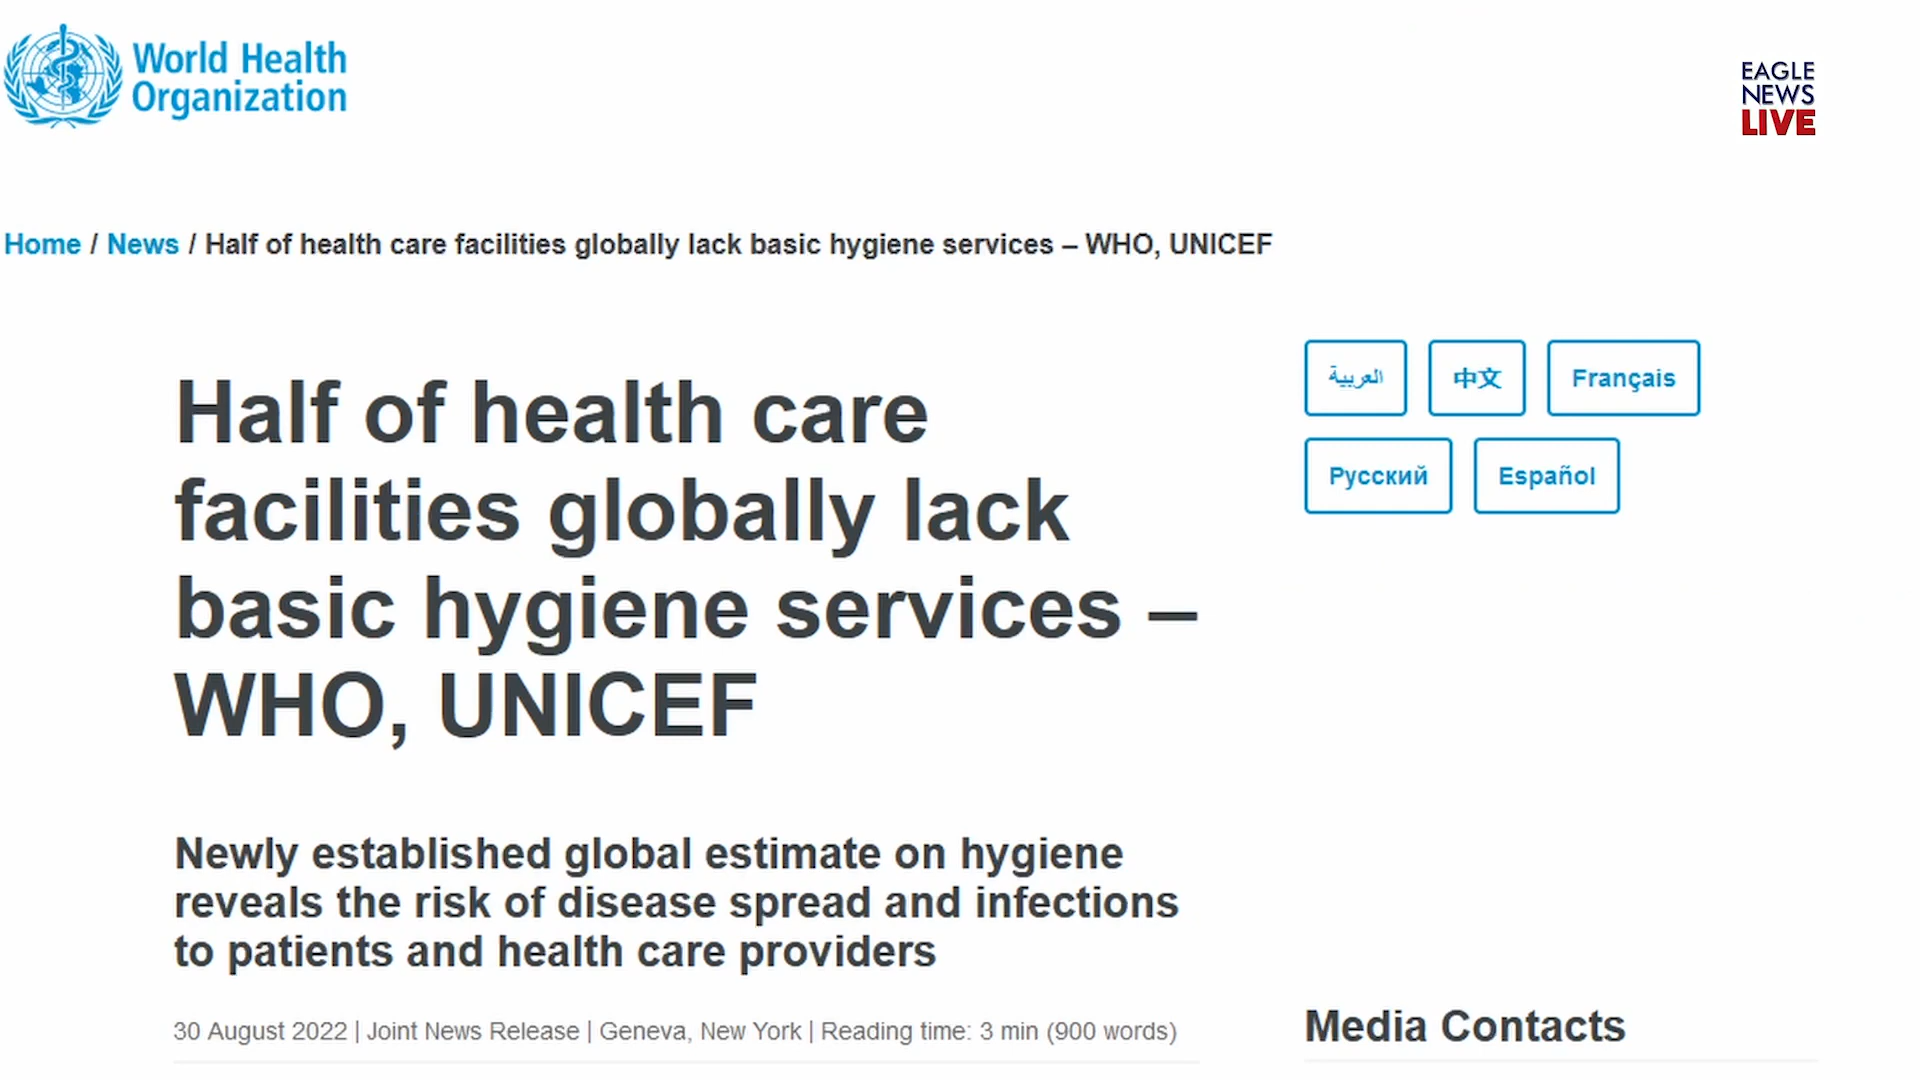 World Health
Organization
EAGLE
NEWS
LIVE
Home / News / Half of health care facilities globally lack basic hygiene services – WHO, UNICEF
Half of health care
facilities globally lack
basic hygiene services –
WHO, UNICEF
العربية
中文
Français
Русский
Español
Newly established global estimate on hygiene
reveals the risk of disease spread and infections
to patients and health care providers
30 August 2022 | Joint News Release | Geneva, New York | Reading time: 3 min (900 words)
Media Contacts